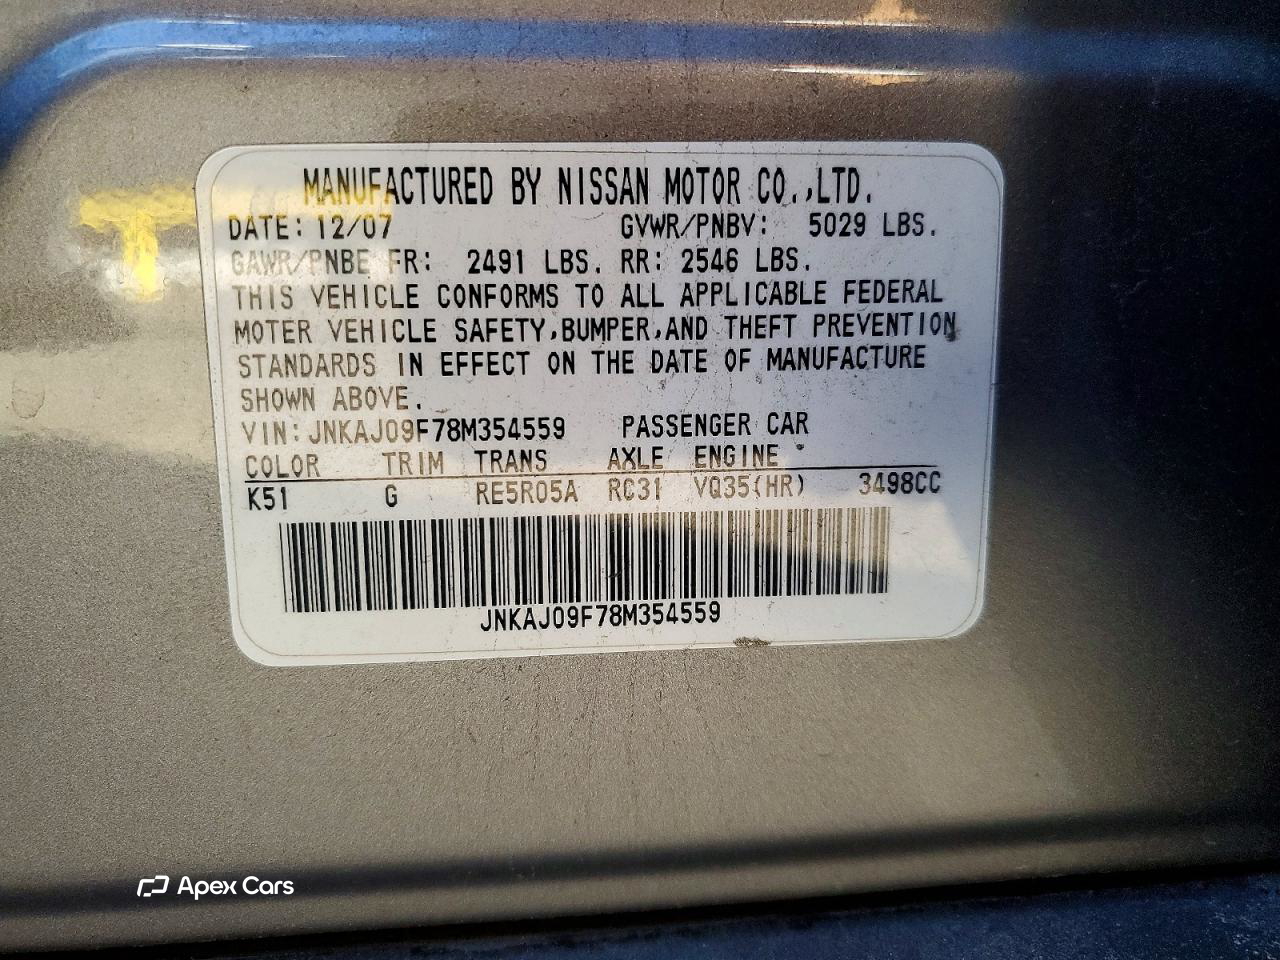 MANUFACTURED BY NISSAN MOTOR CO.,LTD.
DATE: 12/07 GVWR/PNBV: 5029 LBS.
GAWR/PNBE FR: 2491 LBS. RR: 2546 LBS.
THIS VEHICLE CONFORMS TO ALL APPLICABLE FEDERAL
MOTER VEHICLE SAFETY,BUMPER,AND THEFT PREVENTION
STANDARDS IN EFFECT ON THE DATE OF MANUFACTURE
SHOWN ABOVE.
VIN: JNKAJ09F78M354559 PASSENGER CAR
COLOR TRIM TRANS AXLE ENGINE
K51 G RE5R05A RC31 VQ35(HR) 3498CC
JNKAJ09F78M354559
Apex Cars